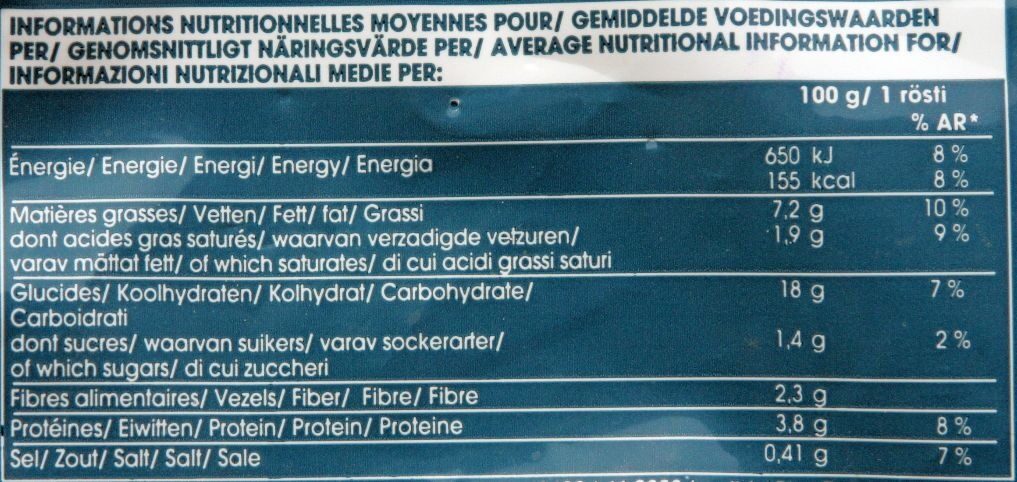 INFORMATIONS NUTRITIONNELLES MOYENNES POUR/ GEMIDDELDE VOEDINGSWAARDEN
PER/ GENOMSNITTLIGT NÄRINGSVÄRDE PER/ AVERAGE NUTRITIONAL INFORMATION FOR/
INFORMAZIONI NUTRIZIONALI MEDIE PER:
100 g/ 1 rösti
% AR*
Énergie/ Energie/ Energi/ Energy/ Energia 650 kJ 8 %
155 kcal 8 %
Matières grasses/ Vetten/ Fett/ fat/ Grassi 7,2 g 10 %
dont acides gras saturés/ waarvan verzadigde vetzuren/ 1,9 g 9 %
varav mättat fett/ of which saturates/ di cui acidi grassi saturi
Glucides/ Koolhydraten/ Kolhydrat/ Carbohydrate/ 18 g 7 %
Carboidrati
dont sucres/ waarvan suikers/ varav sockerarter/ 1,4 g 2 %
of which sugars/ di cui zuccheri
Fibres alimentaires/ Vezels/ Fiber/ Fibre/ Fibre 2,3 g
Protéines/ Eiwitten/ Protein/ Protein/ Proteine 3,8 g 8 %
Sel/ Zout/ Salt/ Salt/ Sale 0,41 g 7 %